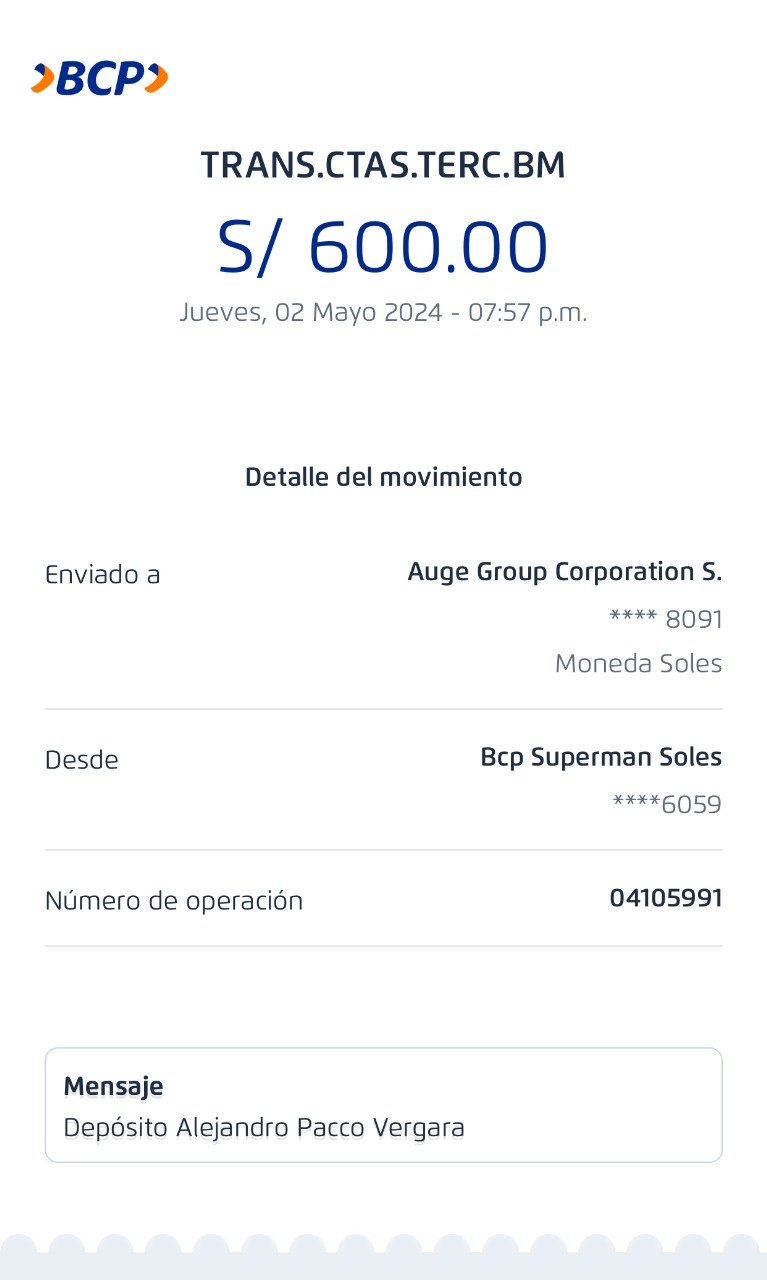 BCP
TRANS.CTAS.TERC.BM
S/ 600.00
Jueves, 02 Mayo 2024 - 07:57 p.m.
Detalle del movimiento
Enviado a Auge Group Corporation S.
**** 8091
Moneda Soles
Desde Bcp Superman Soles
****6059
Número de operación 04105991
Mensaje
Depósito Alejandro Pacco Vergara